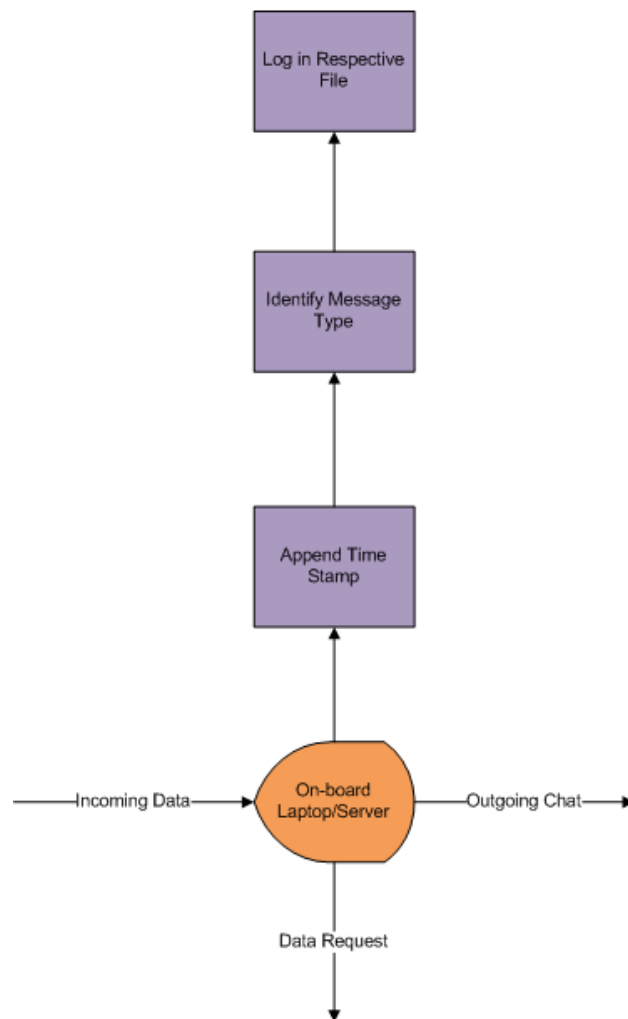 Log in Respective
File
Identify Message
Type
Append Time
Stamp
Incoming Data
On-board
Laptop/Server
Outgoing Chat
Data Request